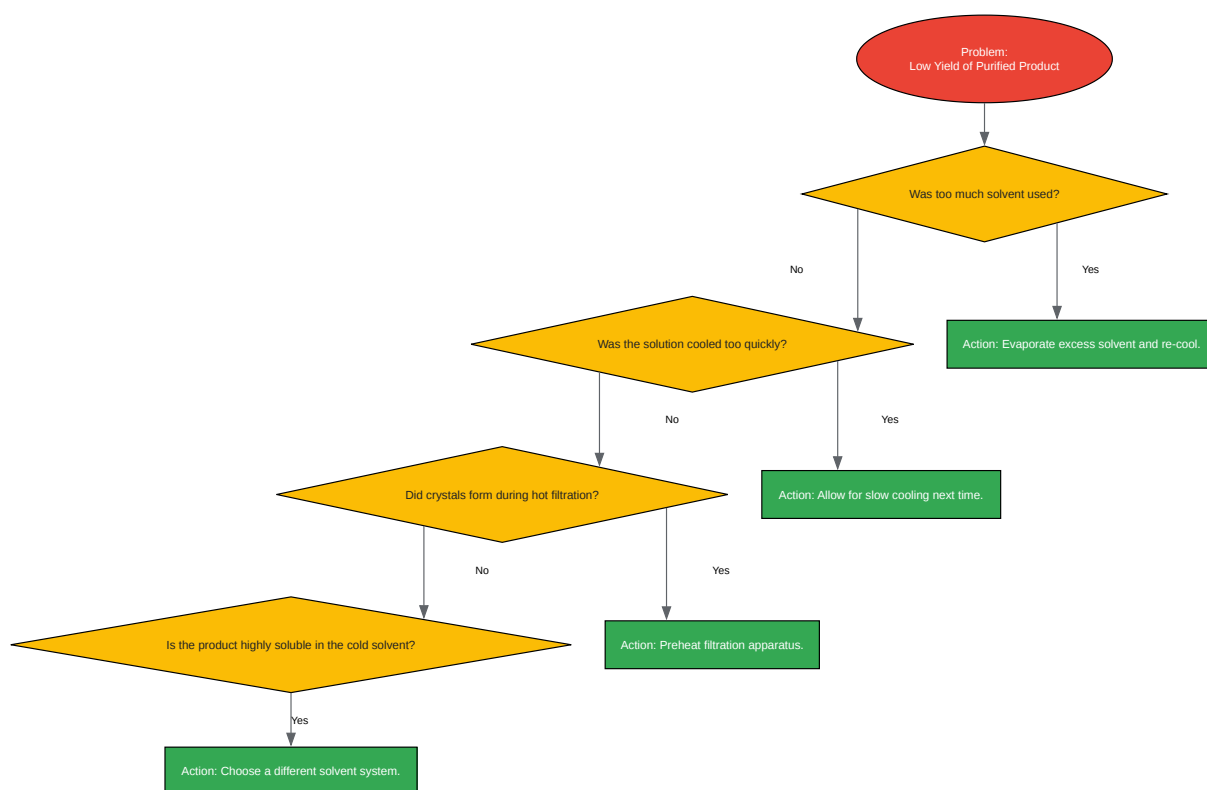 Problem:
Low Yield of Purified Product
Was too much solvent used?
No
Yes
Was the solution cooled too quickly?
Action: Evaporate excess solvent and re-cool.
No
Yes
Did crystals form during hot filtration?
Action: Allow for slow cooling next time.
No
Yes
Is the product highly soluble in the cold solvent?
Action: Preheat filtration apparatus.
Yes
Action: Choose a different solvent system.